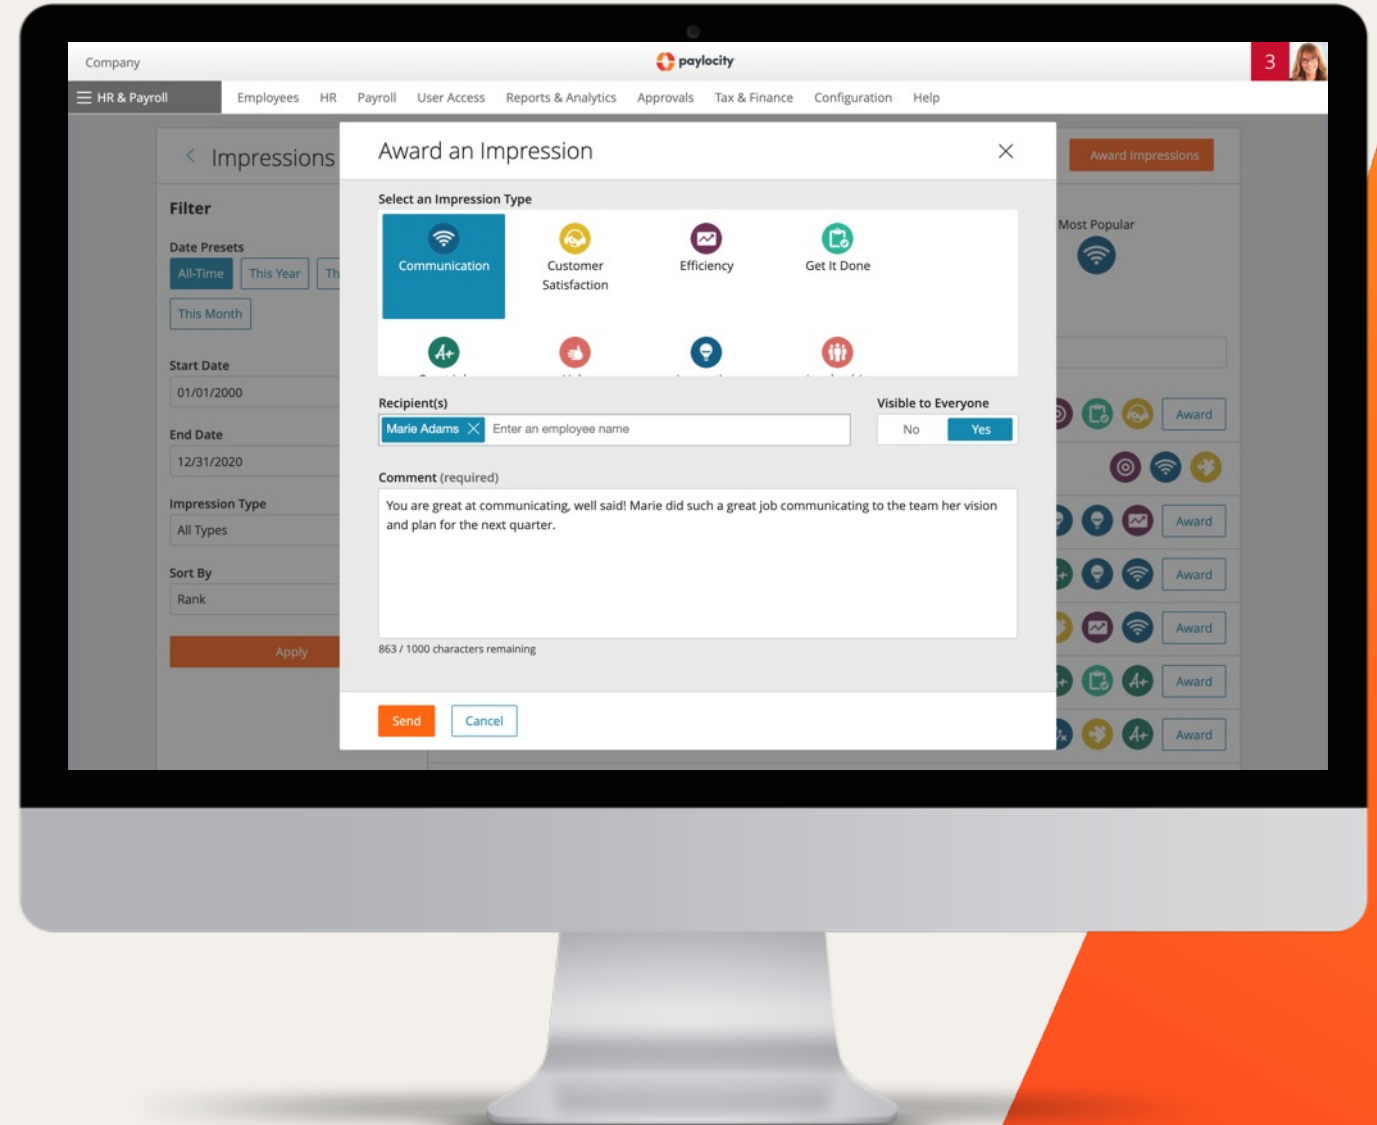 Company
paylocity
3
HR & Payroll
Employees HR Payroll User Access Reports & Analytics Approvals Tax & Finance Configuration Help
Impressions
Award Impressions
Filter
Date Presets
All-Time This Year
This Month
Start Date
01/01/2000
End Date
12/31/2020
Impression Type
All Types
Sort By
Rank
Apply
Award an Impression
Select an Impression Type
Communication
Customer
Satisfaction
Efficiency
Get It Done
A+
Recipient(s)
Marie Adams Enter an employee name
Visible to Everyone
No Yes
Comment (required)
You are great at communicating, well said! Marie did such a great job communicating to the team her vision
and plan for the next quarter.
863 / 1000 characters remaining
Send Cancel
Most Popular
Award
Award
Award
Award
A+ Award
A+ Award